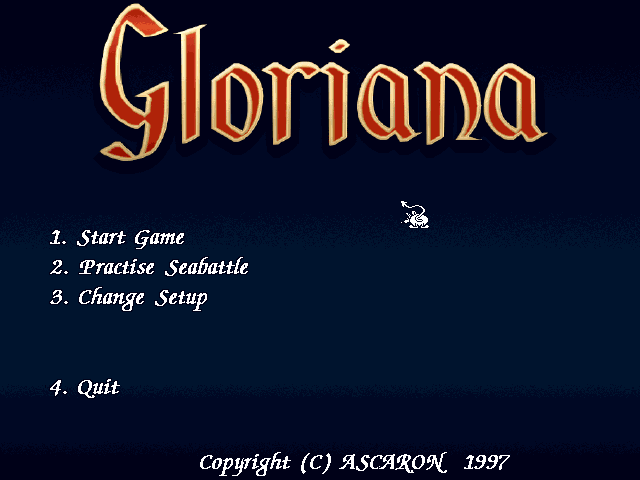 Gloriana
1. Start Game
2. Practise Seabattle
3. Change Setup
4. Quit
Copyright (C) ASCARON 1997